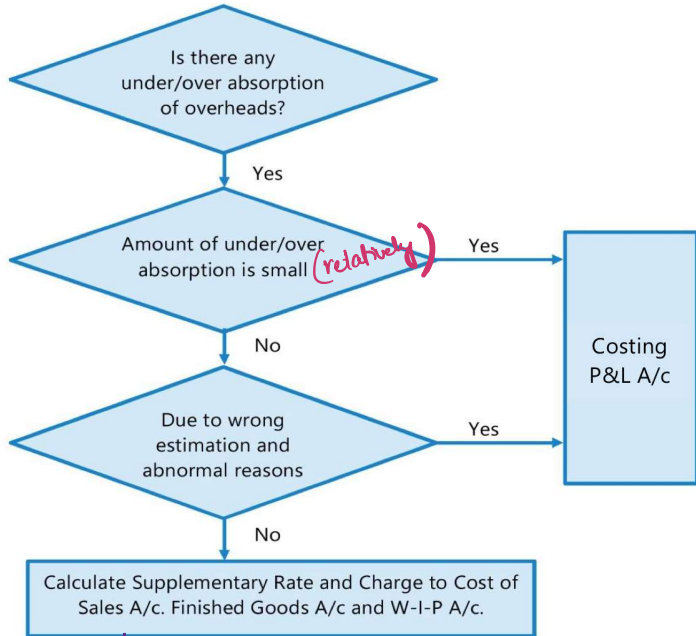 Is there any
under/over absorption
of overheads?
Yes
Amount of under/over
absorption is small (relatively)
Yes
No
Costing
P&L A/c
Due to wrong
estimation and
abnormal reasons
Yes
No
Calculate Supplementary Rate and Charge to Cost of
Sales A/c. Finished Goods A/c and W-I-P A/c.